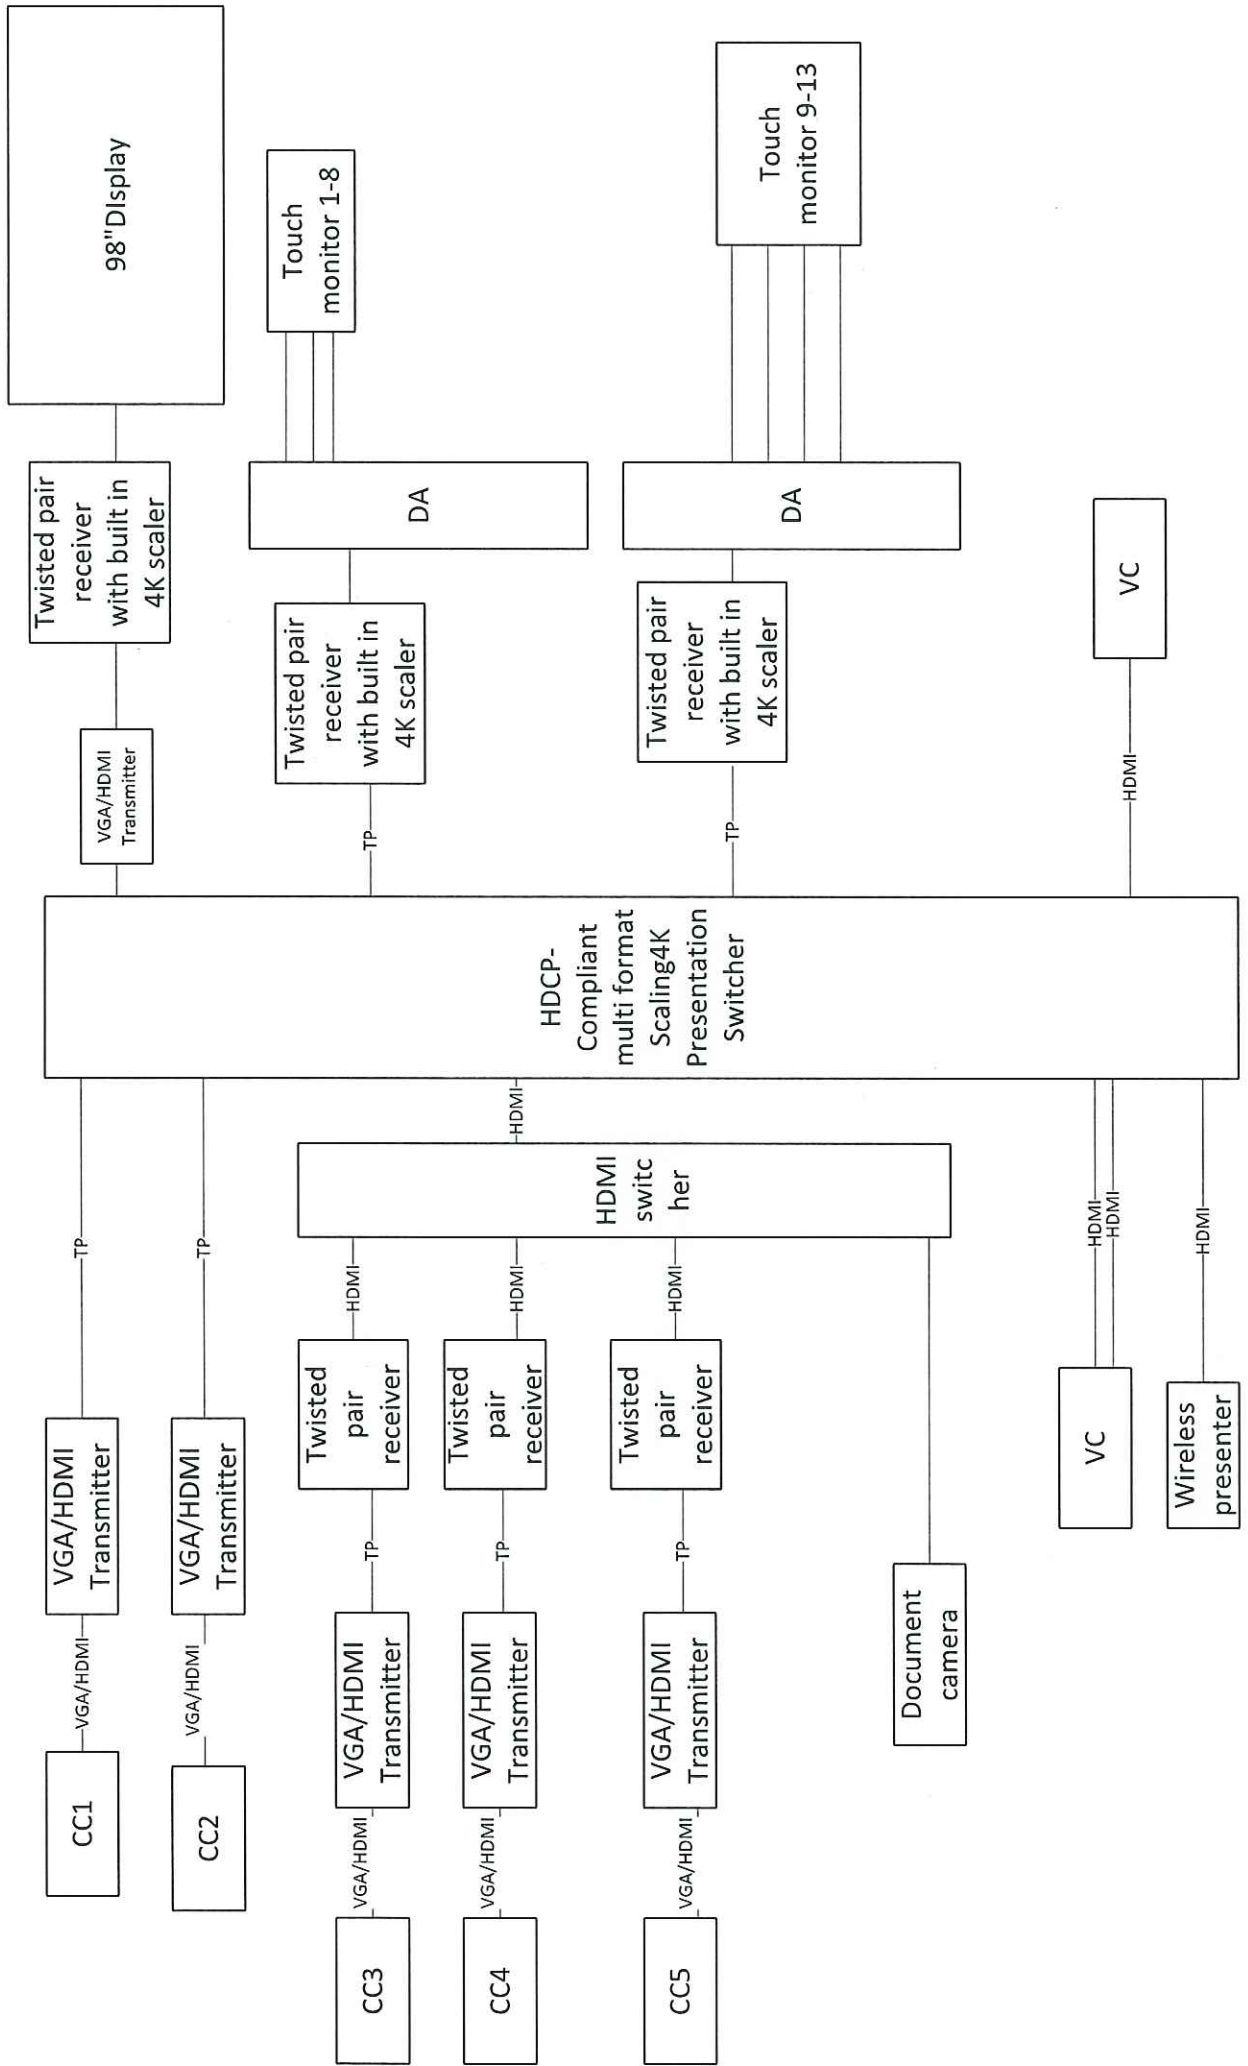 CC1
VGA/HDMI
VGA/HDMI
Transmitter
TP
CC2
VGA/HDMI
VGA/HDMI
Transmitter
TP
CC3
VGA/HDMI
VGA/HDMI
Transmitter
TP
Twisted
pair
receiver
HDMI
CC4
VGA/HDMI
VGA/HDMI
Transmitter
TP
Twisted
pair
receiver
HDMI
CC5
VGA/HDMI
VGA/HDMI
Transmitter
TP
Twisted
pair
receiver
HDMI
Document
camera
HDMI
switc
her
HDMI
VC
HDMI
HDMI
Wireless
presenter
HDMI
HDCP-
Compliant
multi format
Scaling4K
Presentation
Switcher
VGA/HDMI
Transmitter
Twisted pair
receiver
with built in
4K scaler
98"DIsplay
TP
Twisted pair
receiver
with built in
4K scaler
DA
Touch
monitor 1-8
TP
Twisted pair
receiver
with built in
4K scaler
DA
Touch
monitor 9-13
HDMI
VC